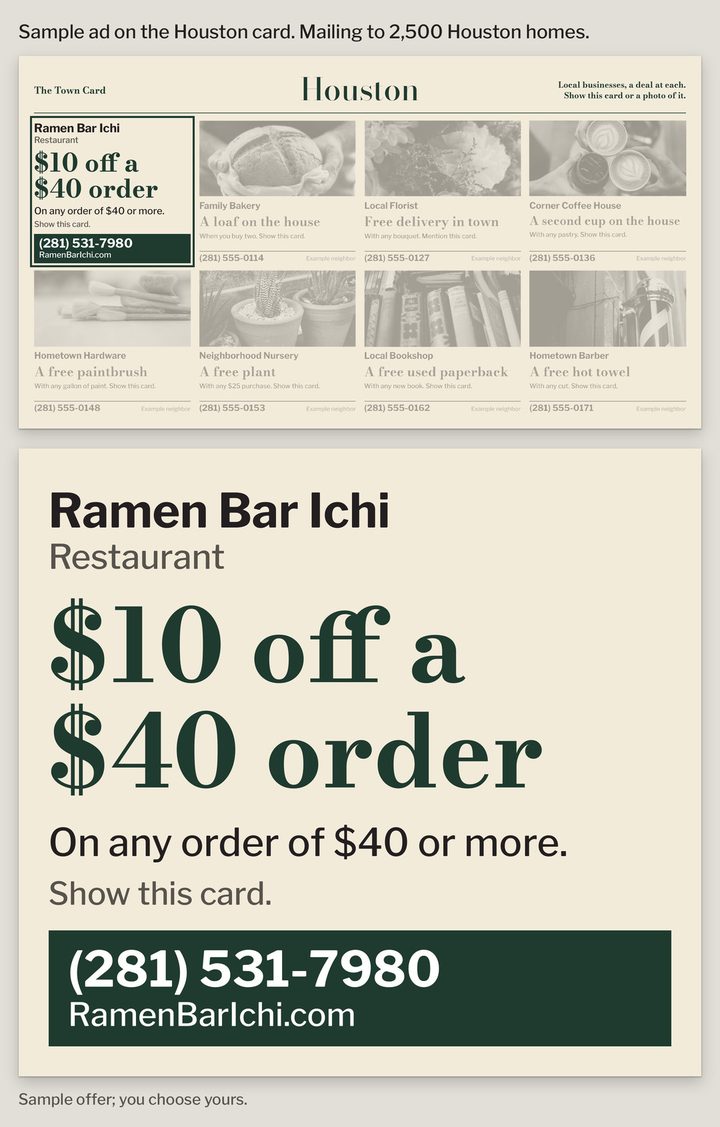 Sample ad on the Houston card. Mailing to 2,500 Houston homes.
The Town Card
Houston
Local businesses, a deal at each.
Show this card or a photo of it.
Ramen Bar Ichi
Restaurant
$10 off a
$40 order
On any order of $40 or more.
Show this card.
(281) 531-7980
RamenBarIchi.com
Family Bakery
A loaf on the house
When you buy two. Show this card.
(281) 555-0114
Example neighbor
Local Florist
Free delivery in town
With any bouquet. Mention this card.
(281) 555-0127
Example neighbor
Corner Coffee House
A second cup on the house
With any pastry. Show this card.
(281) 555-0136
Example neighbor
Hometown Hardware
A free paintbrush
With any gallon of paint. Show this card.
(281) 555-0148
Example neighbor
Neighborhood Nursery
A free plant
With any $25 purchase. Show this card.
(281) 555-0153
Example neighbor
Local Bookshop
A free used paperback
With any new book. Show this card.
(281) 555-0162
Example neighbor
Hometown Barber
A free hot towel
With any cut. Show this card.
(281) 555-0171
Example neighbor
Ramen Bar Ichi
Restaurant
$10 off a
$40 order
On any order of $40 or more.
Show this card.
(281) 531-7980
RamenBarIchi.com
Sample offer; you choose yours.